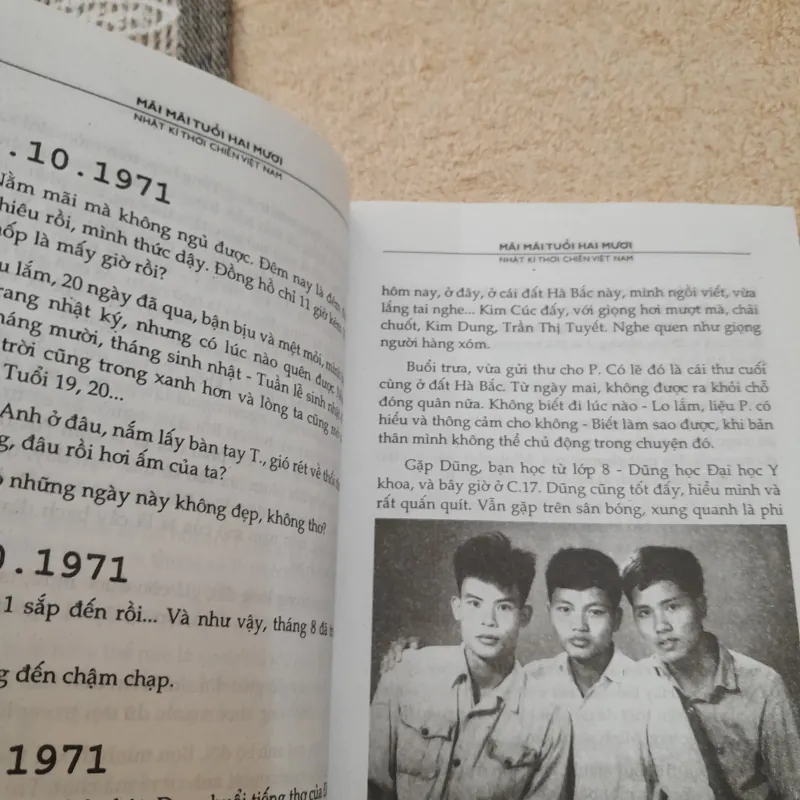 MÃI MÃI TUỔI HAI MƯƠI
NHẬT KÍ THỜI CHIẾN VIỆT NAM
.10.1971
Nằm mãi mà không ngủ được. Đêm nay là đêm
hiêu rồi, mình thức dậy. Đồng hồ chỉ 11 giờ kém
hốp là mấy giờ rồi?
u lắm, 20 ngày đã qua, bận bịu và mệt mỏi,
rang nhật ký, nhưng có lúc nào quên được
háng mười, tháng sinh nhật - Tuần lễ sinh nhật
trời cũng trong xanh hơn và lòng ta cũng
Tuổi 19, 20...
Anh ở đâu, nắm lấy bàn tay T., gió rét về
g, đâu rồi hơi ấm của ta?
những ngày này không đẹp, không thơ?
0.1971
1 sắp đến rồi... Và như vậy, tháng 8 đã
g đến chậm chạp.
.1971
tiếng thơ của
MÃI MÃI TUỔI HAI MƯƠI
NHẬT KÍ THỜI CHIẾN VIỆT NAM
hôm nay, ở đây, ở cái đất Hà Bắc này, mình ngồi viết, vừa
lắng tai nghe... Kim Cúc đấy, với giọng hơi mượt mà, chải
chuốt, Kim Dung, Trần Thị Tuyết. Nghe quen như giọng
người hàng xóm.
Buổi trưa, vừa gửi thư cho P. Có lẽ đó là cái thư cuối
cùng ở đất Hà Bắc. Từ ngày mai, không được ra khỏi chỗ
đóng quân nữa. Không biết đi lúc nào - Lo lắm, liệu P. có
hiểu và thông cảm cho không - Biết làm sao được, khi bản
thân mình không thể chủ động trong chuyện đó.
Gặp Dũng, bạn học từ lớp 8 - Dũng học Đại học Y
khoa, và bây giờ ở C.17. Dũng cũng tốt đấy, hiểu mình và
rất quấn quít. Vẫn gặp trên sân bóng, xung quanh là phi